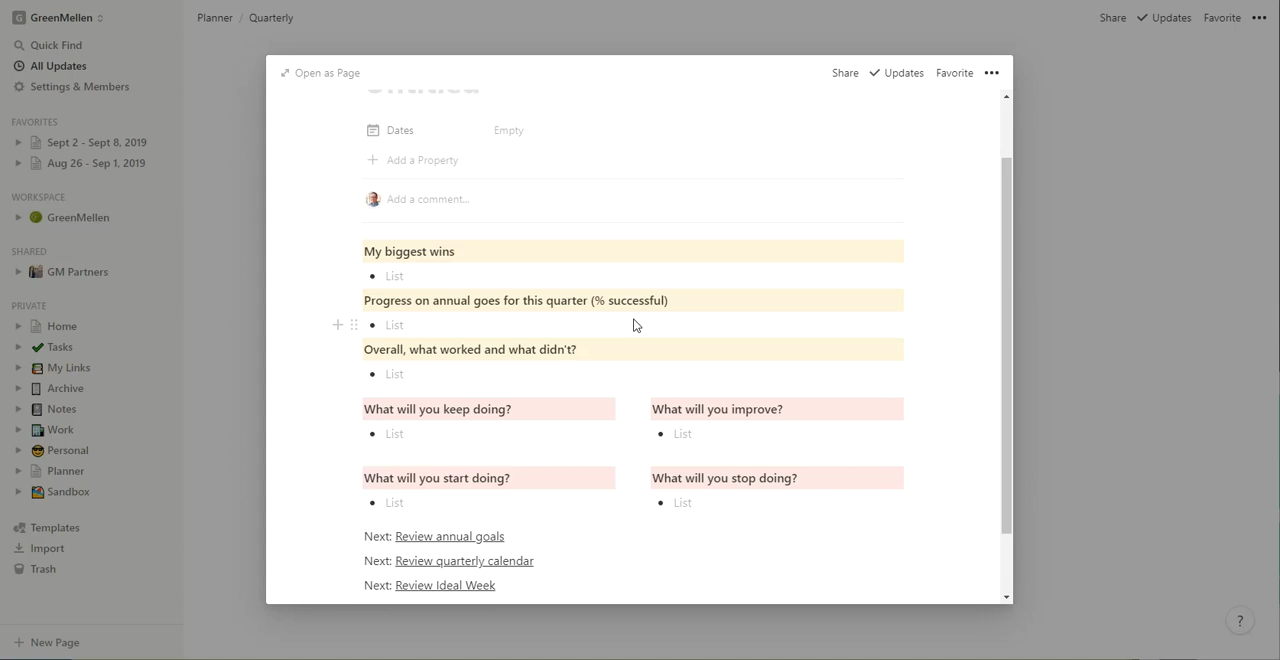 GreenMellen
Planner / Quarterly
Share
Updates
Favorite
Quick Find
All Updates
Settings & Members
FAVORITES
Sept 2 - Sept 8, 2019
Aug 26 - Sep 1, 2019
WORKSPACE
GreenMellen
SHARED
GM Partners
PRIVATE
Home
Tasks
My Links
Archive
Notes
Work
Personal
Planner
Sandbox
Templates
Import
Trash
New Page
Open as Page
Share
Updates
Favorite
Untitled
Dates
Empty
Add a Property
Add a comment...
My biggest wins
List
Progress on annual goes for this quarter (% successful)
List
Overall, what worked and what didn't?
List
What will you keep doing?
List
What will you improve?
List
What will you start doing?
List
What will you stop doing?
List
Next: Review annual goals
Next: Review quarterly calendar
Next: Review Ideal Week
?